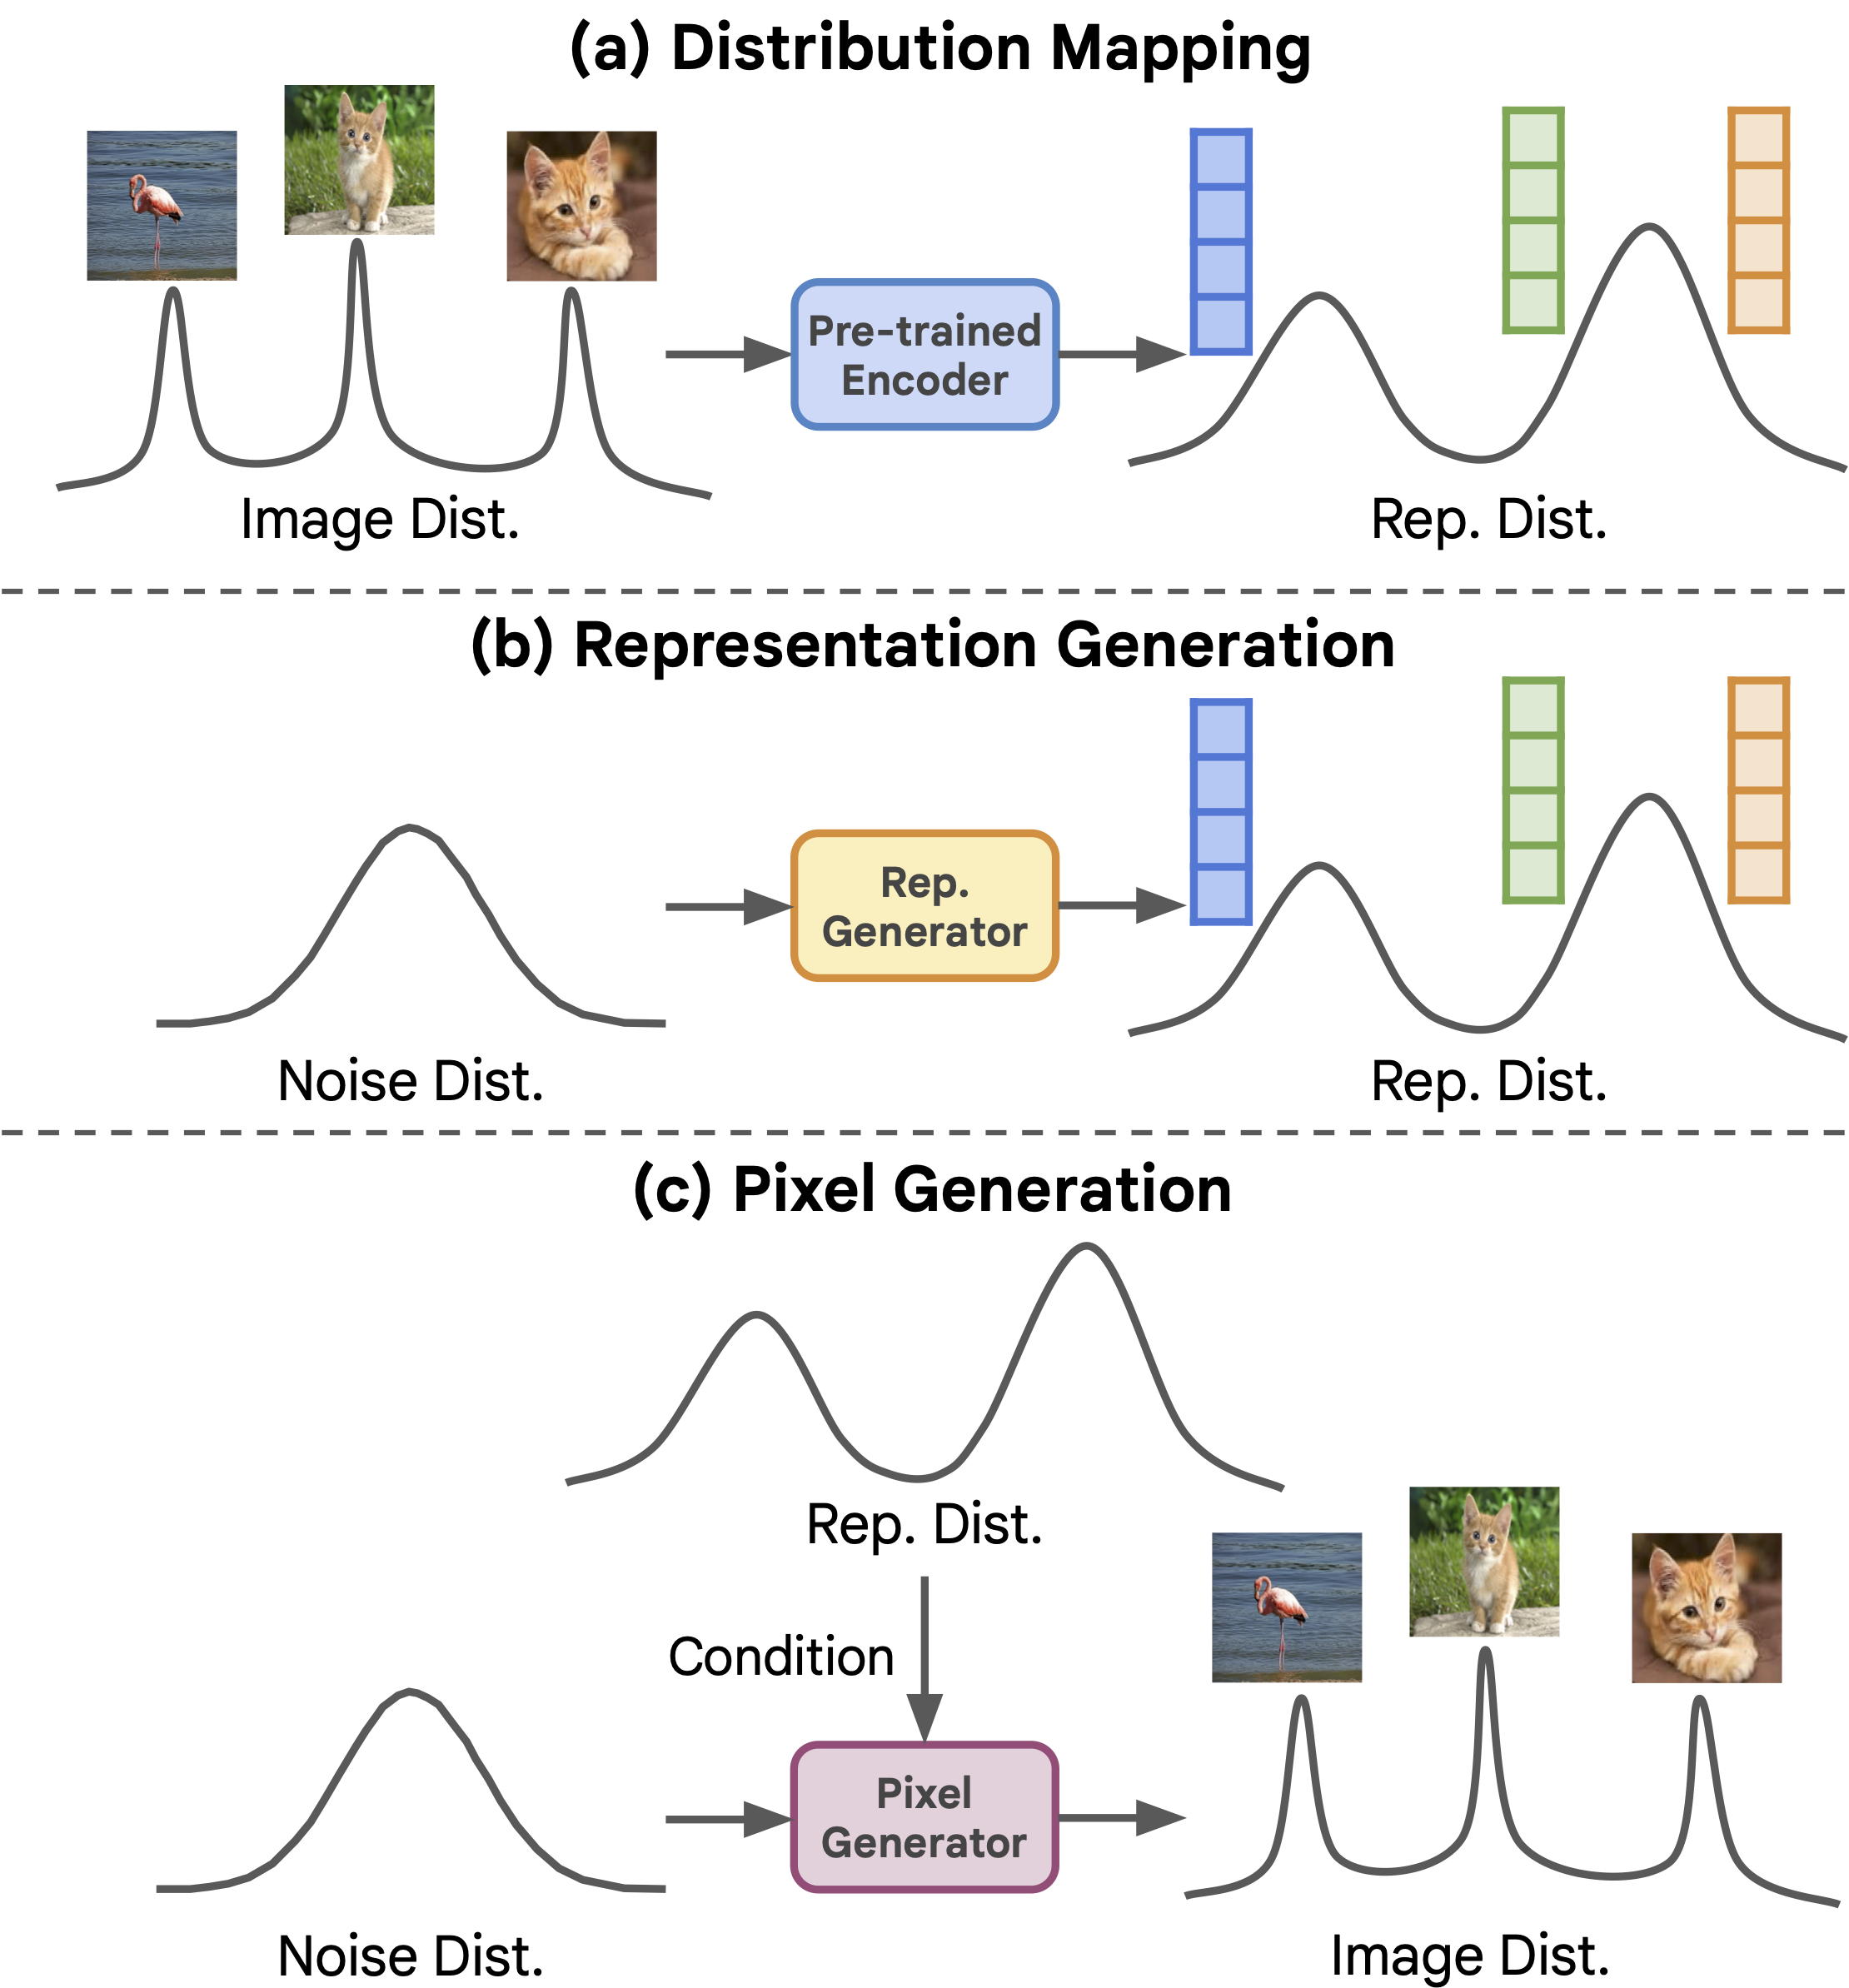 (a) Distribution Mapping
Pre-trained
Encoder
Image Dist.
Rep. Dist.
(b) Representation Generation
Rep.
Generator
Noise Dist.
Rep. Dist.
(c) Pixel Generation
Rep. Dist.
Condition
Pixel
Generator
Noise Dist.
Image Dist.